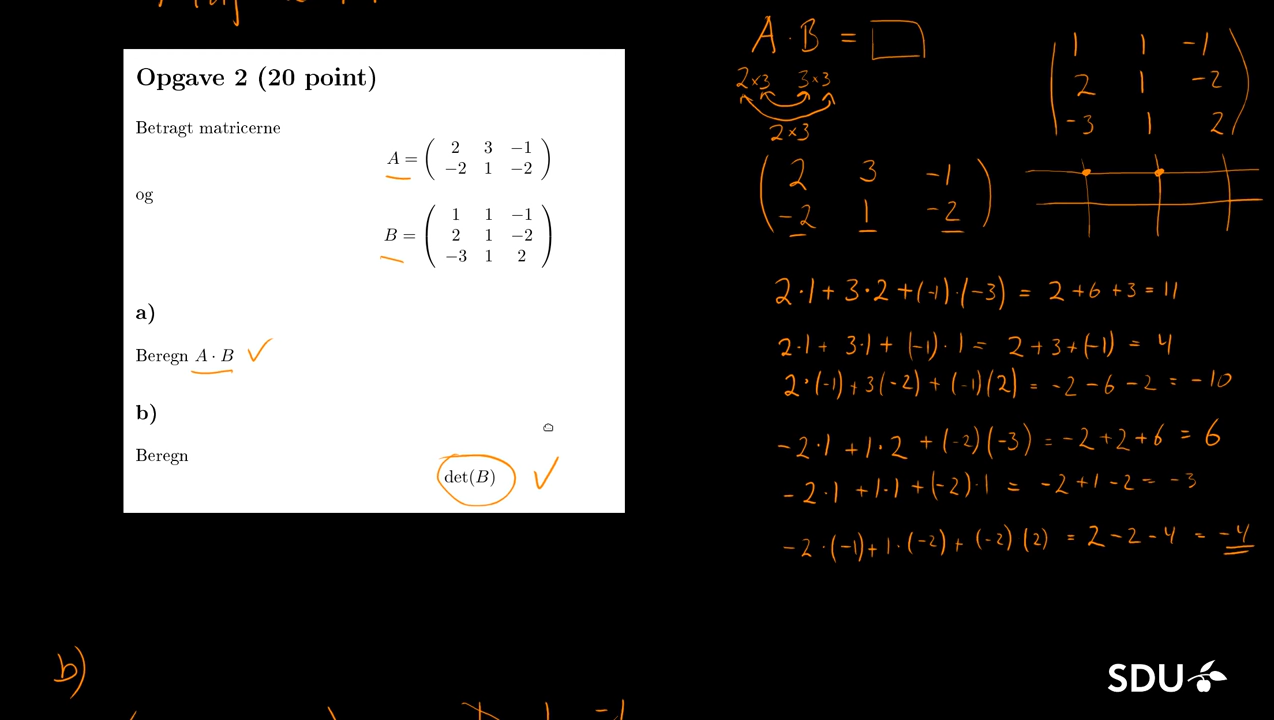 Opgave 2 (20 point)
Betragt matricerne
A = ( 2 3 −1
−2 1 −2 )
og
B = ( 1 1 −1
2 1 −2
−3 1 2 )
a)
Beregn A · B ✓
b)
Beregn
det(B) ✓
b)
-1
A · B = □
2×3 3×3
2×3
( 1 1 -1
2 1 -2
-3 1 2 )
( 2 3 -1
-2 1 -2 )
2·1 + 3·2 + (-1)·(-3) = 2+6+3 = 11
2·1 + 3·1 + (-1)·1 = 2+3+(-1) = 4
2·(-1) + 3(-2) + (-1)(2) = -2-6-2 = -10
-2·1 + 1·2 + (-2)(-3) = -2+2+6 = 6
-2·1 + 1·1 + (-2)·1 = -2+1-2 = -3
-2·(-1) + 1·(-2) + (-2)(2) = 2-2-4 = -4
SDU